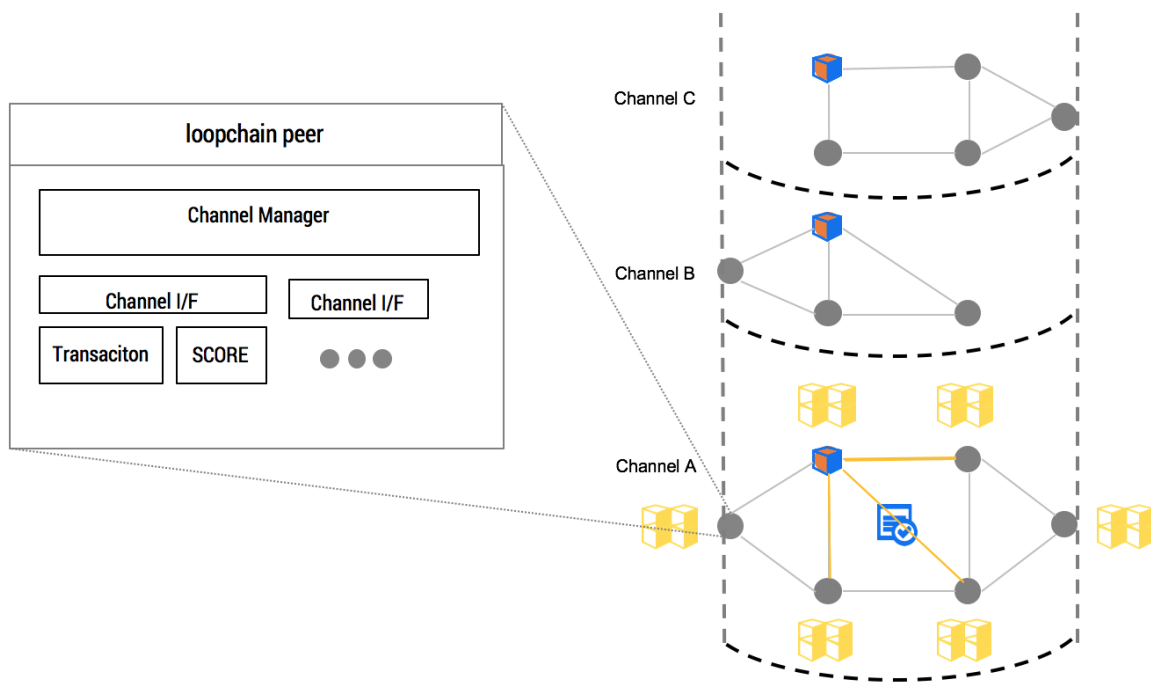 loopchain peer
Channel Manager
Channel I/F
Channel I/F
Transaciton
SCORE
Channel C
Channel B
Channel A